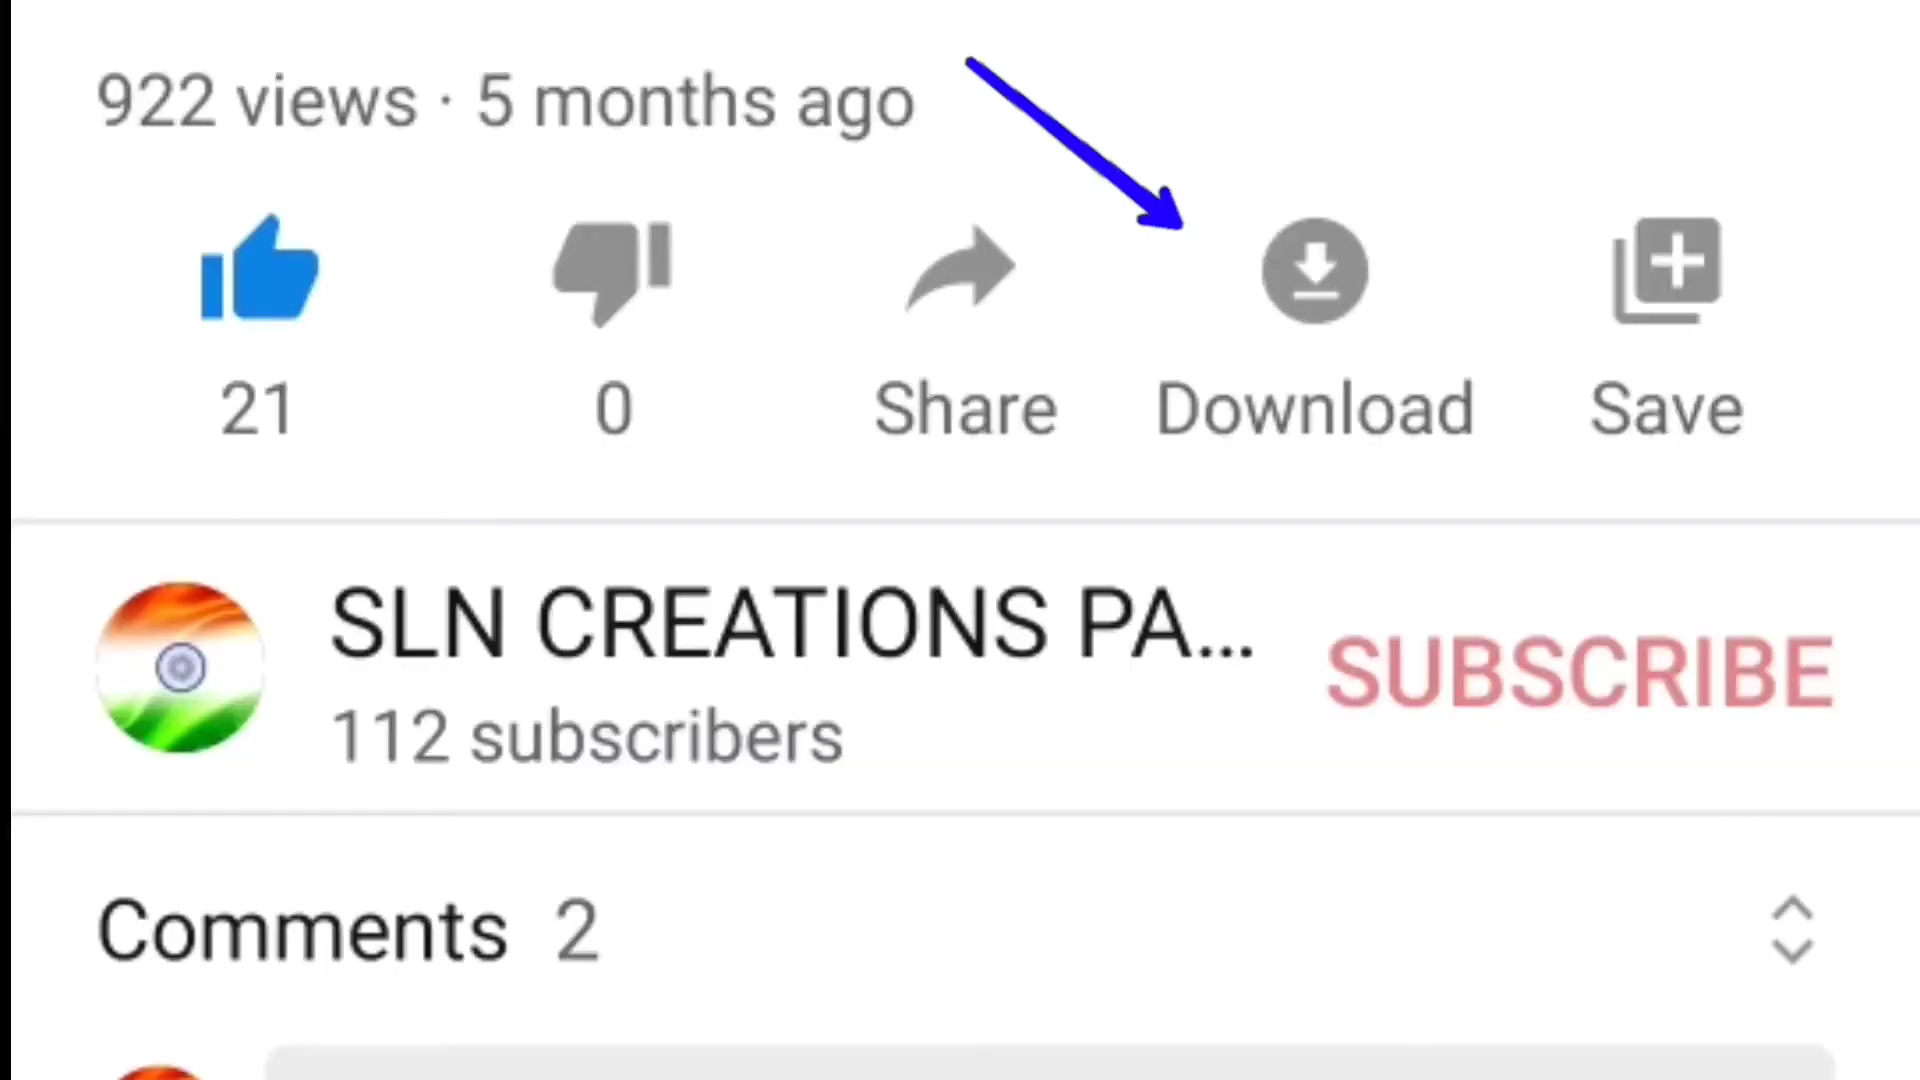 922 views · 5 months ago
21 0 Share Download Save
SLN CREATIONS PA...
SUBSCRIBE
112 subscribers
Comments 2